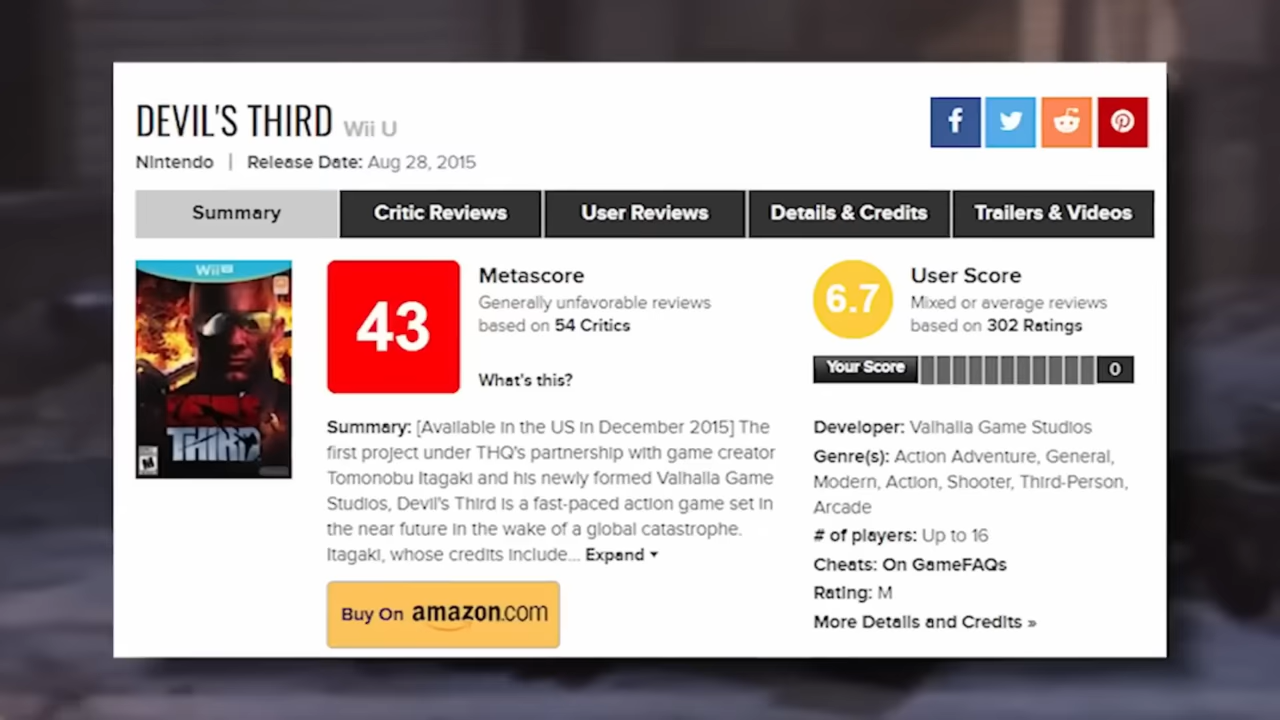 DEVIL'S THIRD Wii U
Nintendo | Release Date: Aug 28, 2015
Summary
Critic Reviews
User Reviews
Details & Credits
Trailers & Videos
Wii U
THIRD
M
43
Metascore
Generally unfavorable reviews
based on 54 Critics
What's this?
6.7
User Score
Mixed or average reviews
based on 302 Ratings
Your Score
0
Summary: [Available in the US in December 2015] The
first project under THQ's partnership with game creator
Tomonobu Itagaki and his newly formed Valhalla Game
Studios, Devil's Third is a fast-paced action game set in
the near future in the wake of a global catastrophe.
Itagaki, whose credits include... Expand
Buy On amazon.com
Developer: Valhalla Game Studios
Genre(s): Action Adventure, General,
Modern, Action, Shooter, Third-Person,
Arcade
# of players: Up to 16
Cheats: On GameFAQs
Rating: M
More Details and Credits »